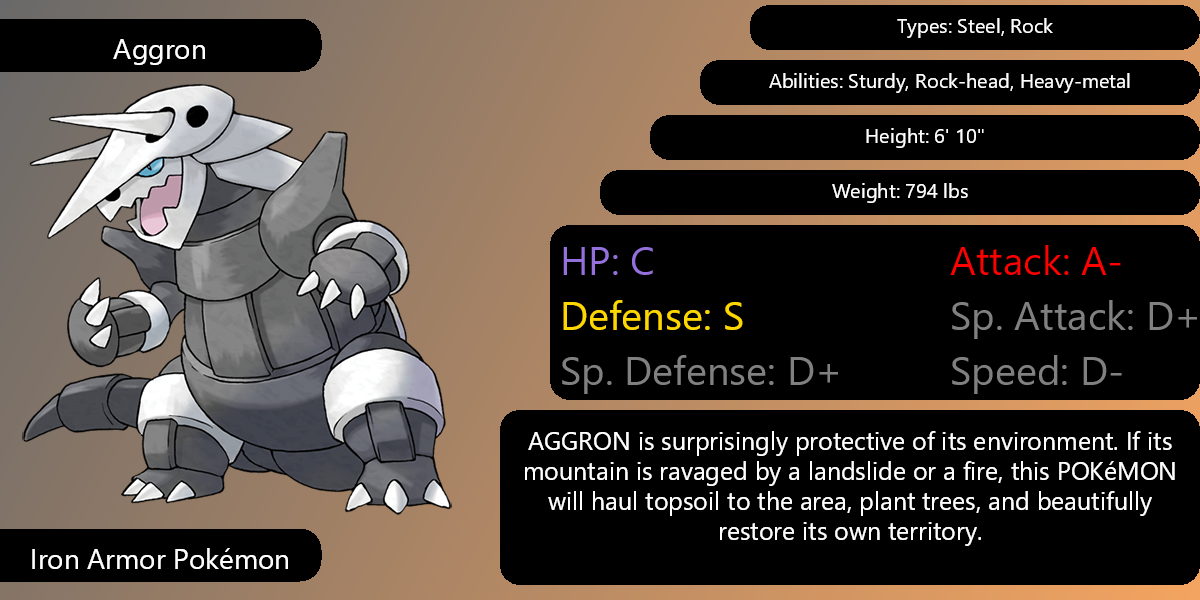 Aggron
Types: Steel, Rock
Abilities: Sturdy, Rock-head, Heavy-metal
Height: 6' 10"
Weight: 794 lbs
HP: C
Attack: A-
Defense: S
Sp. Attack: D+
Sp. Defense: D+
Speed: D-
AGGRON is surprisingly protective of its environment. If its
mountain is ravaged by a landslide or a fire, this POKéMON
will haul topsoil to the area, plant trees, and beautifully
restore its own territory.
Iron Armor Pokémon